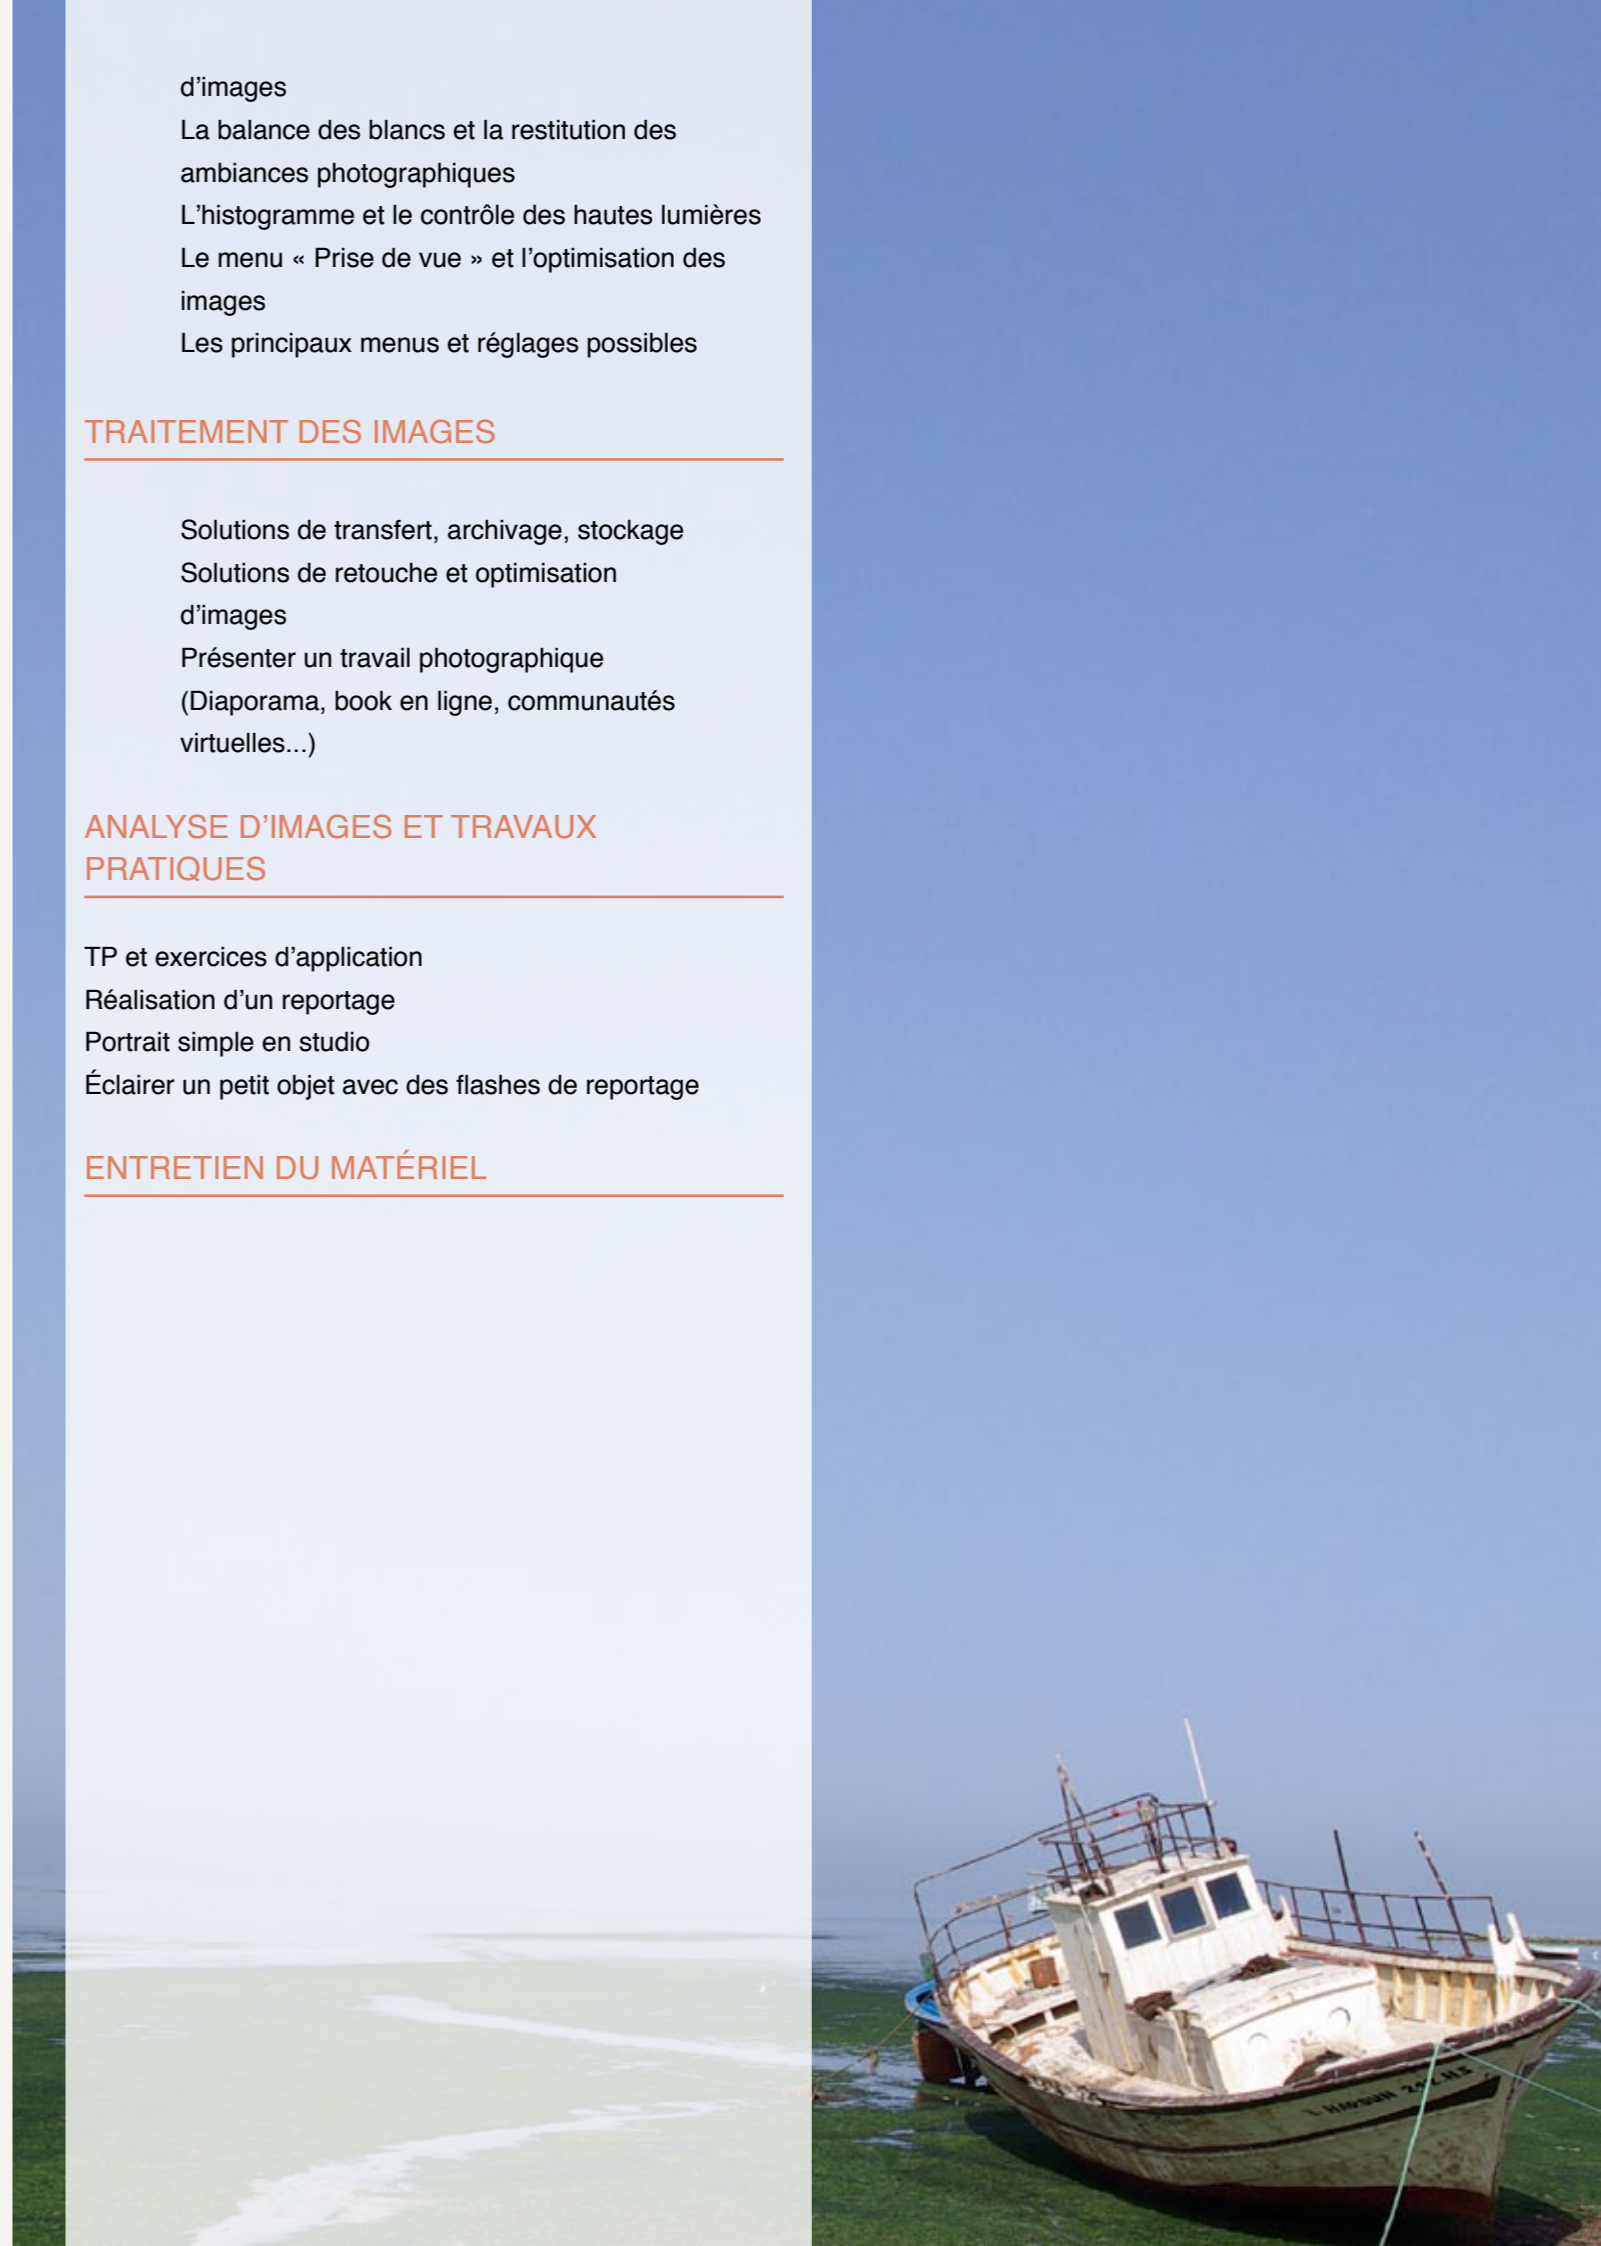 d’images
La balance des blancs et la restitution des
ambiances photographiques
L’histogramme et le contrôle des hautes lumières
Le menu « Prise de vue » et l’optimisation des
images
Les principaux menus et réglages possibles
TRAITEMENT DES IMAGES
Solutions de transfert, archivage, stockage
Solutions de retouche et optimisation
d’images
Présenter un travail photographique
(Diaporama, book en ligne, communautés
virtuelles...)
ANALYSE D’IMAGES ET TRAVAUX
PRATIQUES
TP et exercices d’application
Réalisation d’un reportage
Portrait simple en studio
Éclairer un petit objet avec des flashes de reportage
ENTRETIEN DU MATÉRIEL